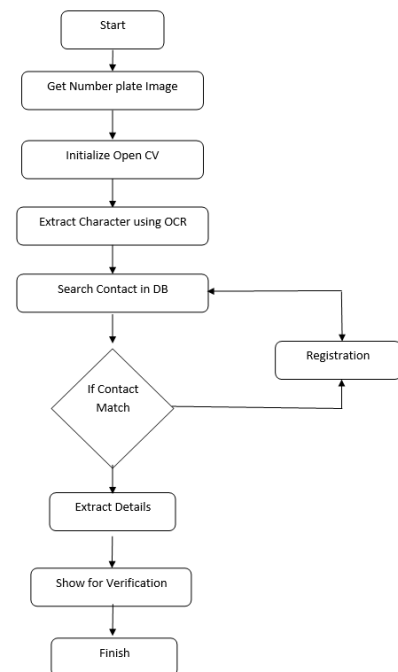 Start
Get Number plate Image
Initialize Open CV
Extract Character using OCR
Search Contact in DB
Registration
If Contact
Match
Extract Details
Show for Verification
Finish